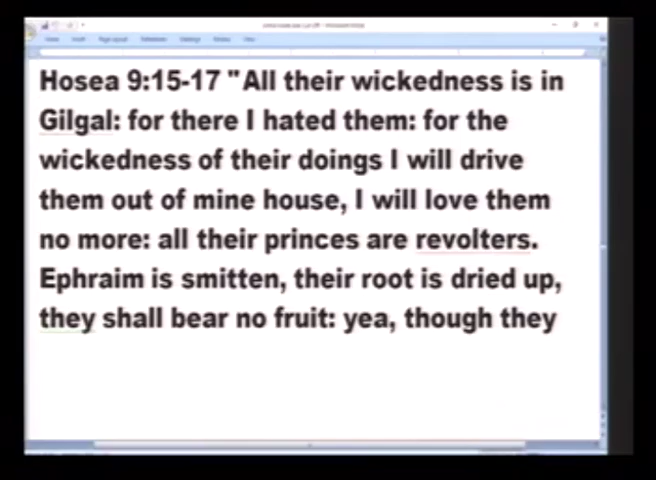 Hosea 9:15-17 "All their wickedness is in
Gilgal: for there I hated them: for the
wickedness of their doings I will drive
them out of mine house, I will love them
no more: all their princes are revolters.
Ephraim is smitten, their root is dried up,
they shall bear no fruit: yea, though they